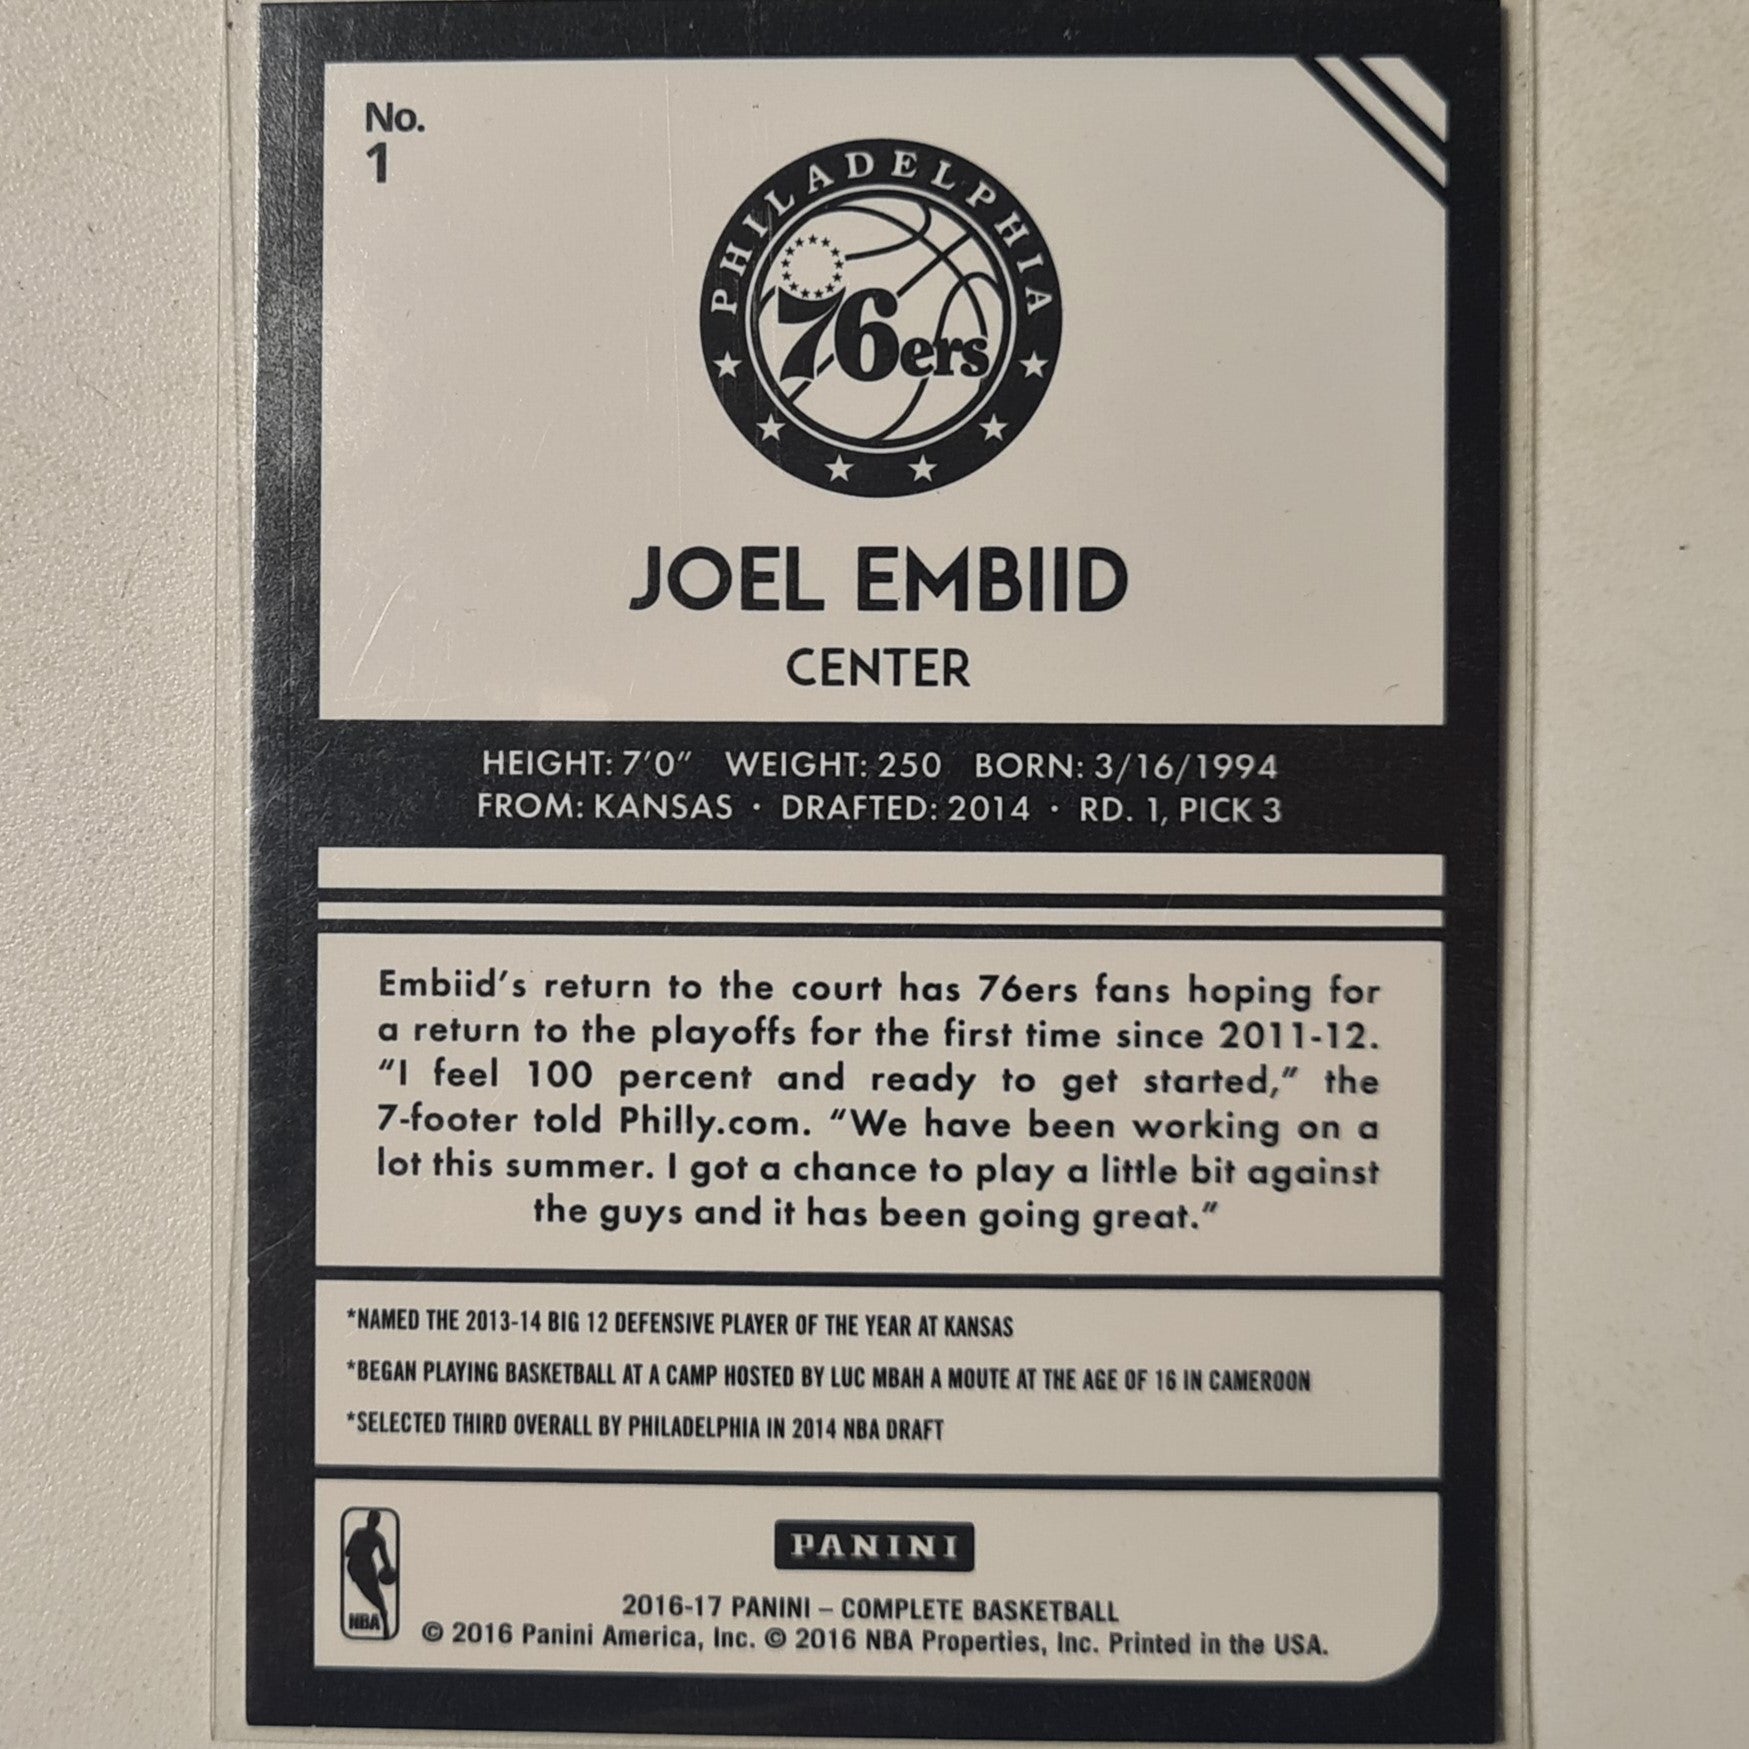 No.
1
PHILADELPHIA
76ers
JOEL EMBIID
CENTER
HEIGHT: 7'0" WEIGHT: 250 BORN: 3/16/1994
FROM: KANSAS · DRAFTED: 2014 · RD. 1, PICK 3
Embiid's return to the court has 76ers fans hoping for
a return to the playoffs for the first time since 2011-12.
"I feel 100 percent and ready to get started," the
7-footer told Philly.com. "We have been working on a
lot this summer. I got a chance to play a little bit against
the guys and it has been going great."
*NAMED THE 2013-14 BIG 12 DEFENSIVE PLAYER OF THE YEAR AT KANSAS
*BEGAN PLAYING BASKETBALL AT A CAMP HOSTED BY LUC MBAH A MOUTE AT THE AGE OF 16 IN CAMEROON
*SELECTED THIRD OVERALL BY PHILADELPHIA IN 2014 NBA DRAFT
NBA
PANINI
2016-17 PANINI – COMPLETE BASKETBALL
© 2016 Panini America, Inc. © 2016 NBA Properties, Inc. Printed in the USA.